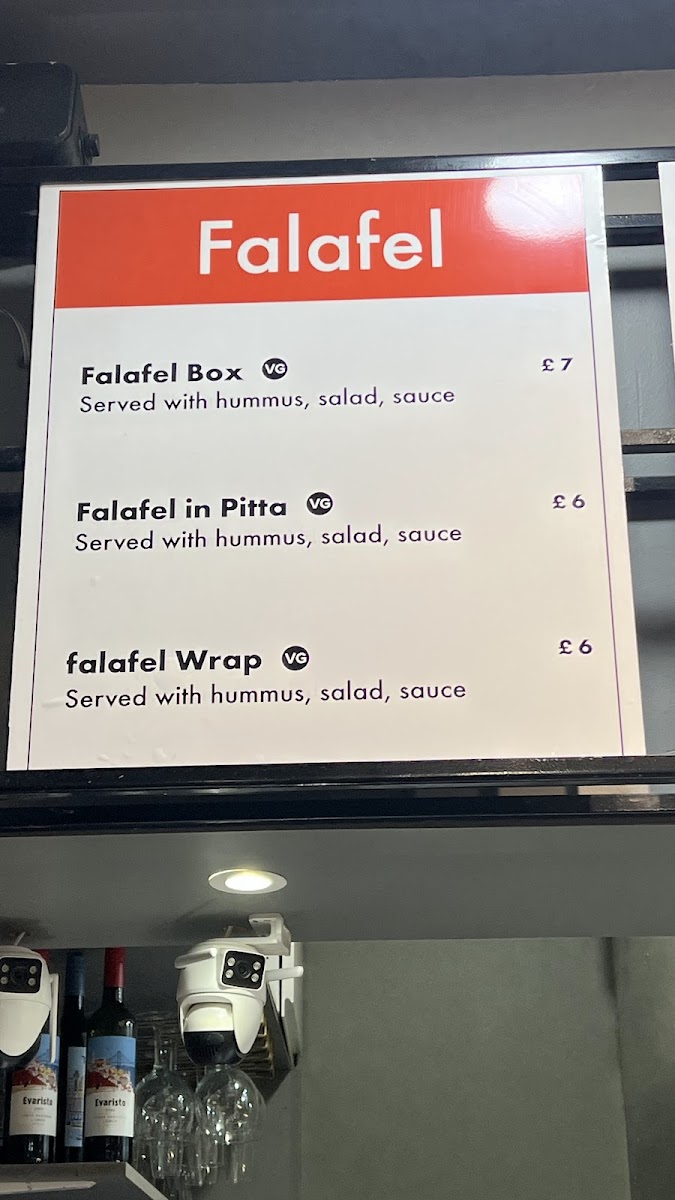 Falafel
Falafel Box VG £7
Served with hummus, salad, sauce
Falafel in Pitta VG £6
Served with hummus, salad, sauce
falafel Wrap VG £6
Served with hummus, salad, sauce
Evaristo
Evaristo